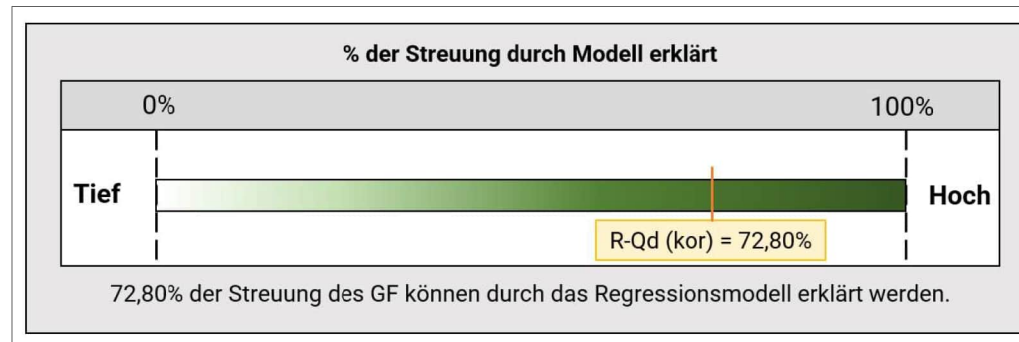 % der Streuung durch Modell erklärt
0% 100%
Tief Hoch
R-Qd (kor) = 72,80%
72,80% der Streuung des GF können durch das Regressionsmodell erklärt werden.